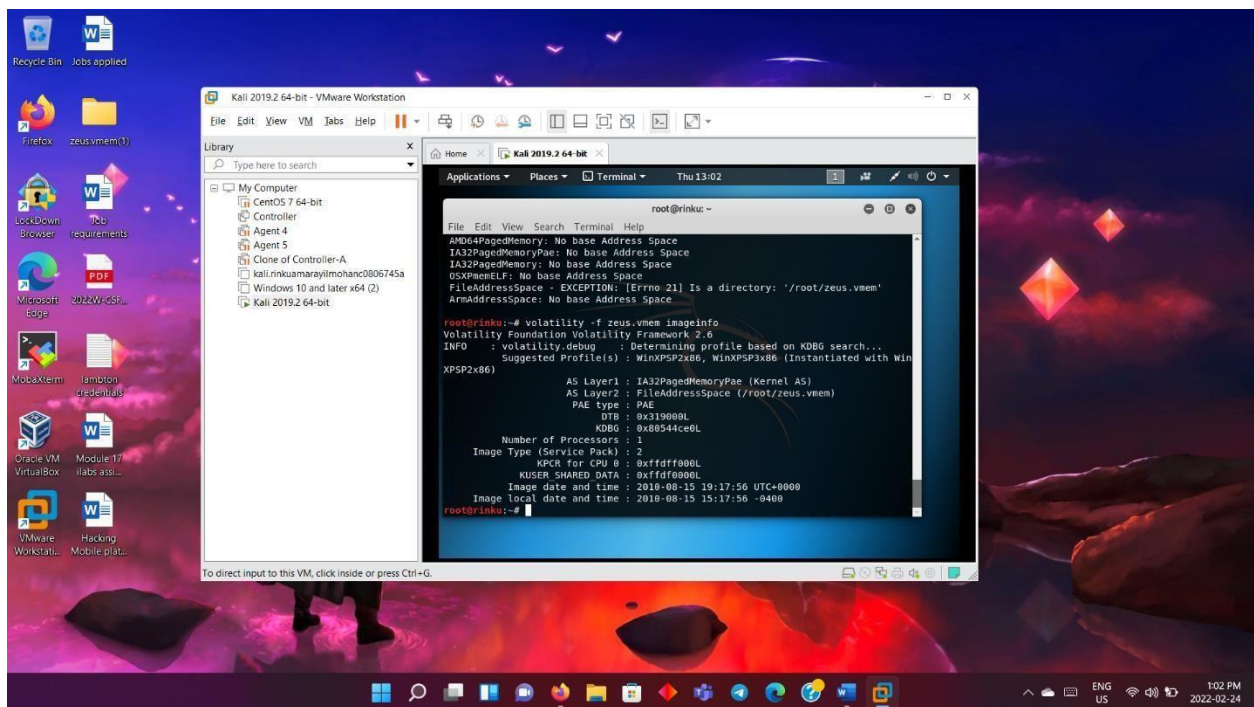 Recycle Bin
Jobs applied
Firefox
zeus.vmem(1)
LockDown
Browser
Job
requirements
Microsoft
Edge
PDF
2022W-CSF...
MobaXterm
lambton
credentials
Oracle VM
VirtualBox
Module 17
ilabs assi...
VMware
Workstati...
Hacking
Mobile plat...
Kali 2019.2 64-bit - VMware Workstation
File Edit View VM Tabs Help
Library
Type here to search
My Computer
CentOS 7 64-bit
Controller
Agent 4
Agent 5
Clone of Controller-A
kali.rinkuamarayilmohanc0806745a
Windows 10 and later x64 (2)
Kali 2019.2 64-bit
Home
Kali 2019.2 64-bit
Applications Places Terminal Thu 13:02 1
root@rinku: ~
File Edit View Search Terminal Help
AMD64PagedMemory: No base Address Space
IA32PagedMemoryPae: No base Address Space
IA32PagedMemory: No base Address Space
OSXPmemELF: No base Address Space
FileAddressSpace - EXCEPTION: [Errno 21] Is a directory: '/root/zeus.vmem'
ArmAddressSpace: No base Address Space
root@rinku:~# volatility -f zeus.vmem imageinfo
Volatility Foundation Volatility Framework 2.6
INFO : volatility.debug : Determining profile based on KDBG search...
Suggested Profile(s) : WinXPSP2x86, WinXPSP3x86 (Instantiated with Win
XPSP2x86)
AS Layer1 : IA32PagedMemoryPae (Kernel AS)
AS Layer2 : FileAddressSpace (/root/zeus.vmem)
PAE type : PAE
DTB : 0x319000L
KDBG : 0x80544ce0L
Number of Processors : 1
Image Type (Service Pack) : 2
KPCR for CPU 0 : 0xffdff000L
KUSER_SHARED_DATA : 0xffdf0000L
Image date and time : 2010-08-15 19:17:56 UTC+0000
Image local date and time : 2010-08-15 15:17:56 -0400
root@rinku:~#
To direct input to this VM, click inside or press Ctrl+G.
ENG
US
1:02 PM
2022-02-24